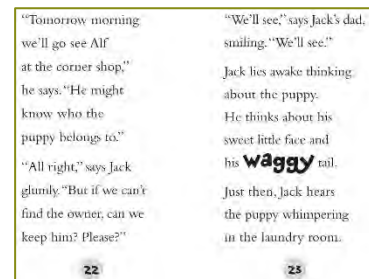 “Tomorrow morning
we’ll go see Alf
at the corner shop,”
he says. “He might
know who the
puppy belongs to.”
“All right,” says Jack
glumly. “But if we can’t
find the owner, can we
keep him? Please?”
22
“We’ll see,” says Jack’s dad,
smiling. “We’ll see.”
Jack lies awake thinking
about the puppy.
He thinks about his
sweet little face and
his waggy tail.
Just then, Jack hears
the puppy whimpering
in the laundry room.
23